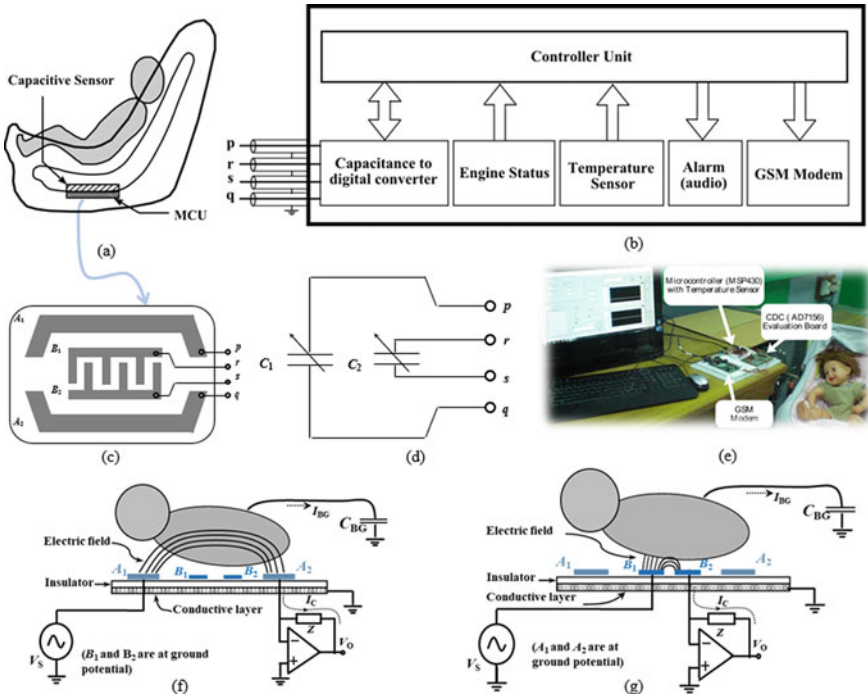 Capacitive Sensor
MCU
(a)
Controller Unit
p
r
s
q
Capacitance to
digital converter
Engine Status
Temperature
Sensor
Alarm
(audio)
GSM Modem
(b)
A1
B1
B2
A2
p
r
s
q
(c)
C1
C2
p
r
s
q
(d)
Microcontroller (MSP430)
with Temperature Sensor
CDC ( AD7156)
Evaluation Board
GSM
Modem
(e)
IBG
CBG
Electric field
A1
B1
B2
A2
Insulator
Conductive layer
IC
Z
VO
VS
(B1 and B2 are at ground
potential)
(f)
IBG
CBG
Electric field
A1
B1
B2
A2
Insulator
Conductive layer
IC
Z
VO
VS
(A1 and A2 are at
ground potential)
(g)